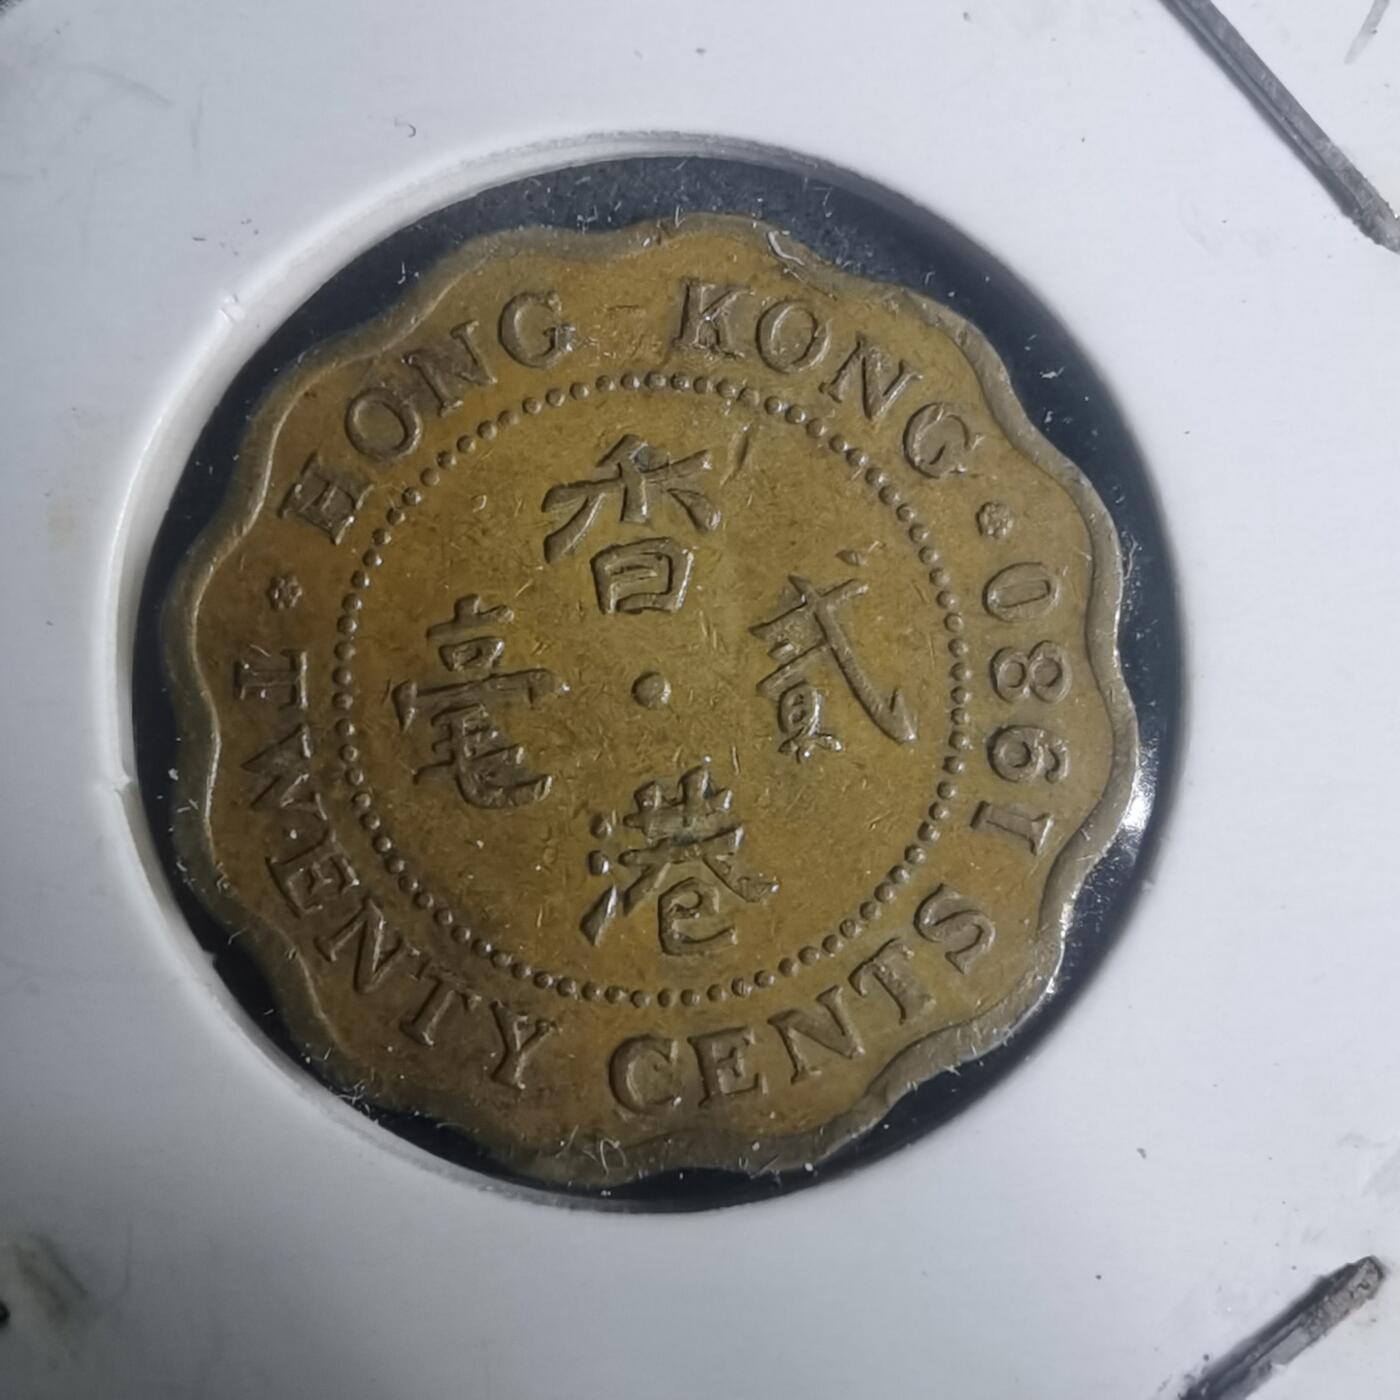 HONG KONG
1980
TWENTY CENTS
香港
貳毫